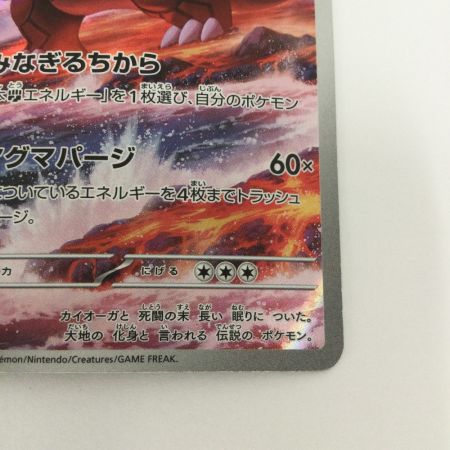 みなぎるちから
エネルギー」を1枚選び、自分のポケモン
グマパージ 60×
ついているエネルギーを4枚までトラッシュ
ージ。
カ にげる
カイオーガと 死闘の末 長い 眠りに ついた。
大地の 化身と 言われる 伝説の ポケモン。
okémon/Nintendo/Creatures/GAME FREAK.